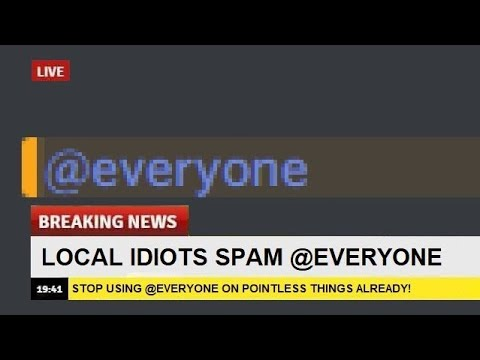 LIVE
@everyone
BREAKING NEWS
LOCAL IDIOTS SPAM @EVERYONE
19:41 STOP USING @EVERYONE ON POINTLESS THINGS ALREADY!